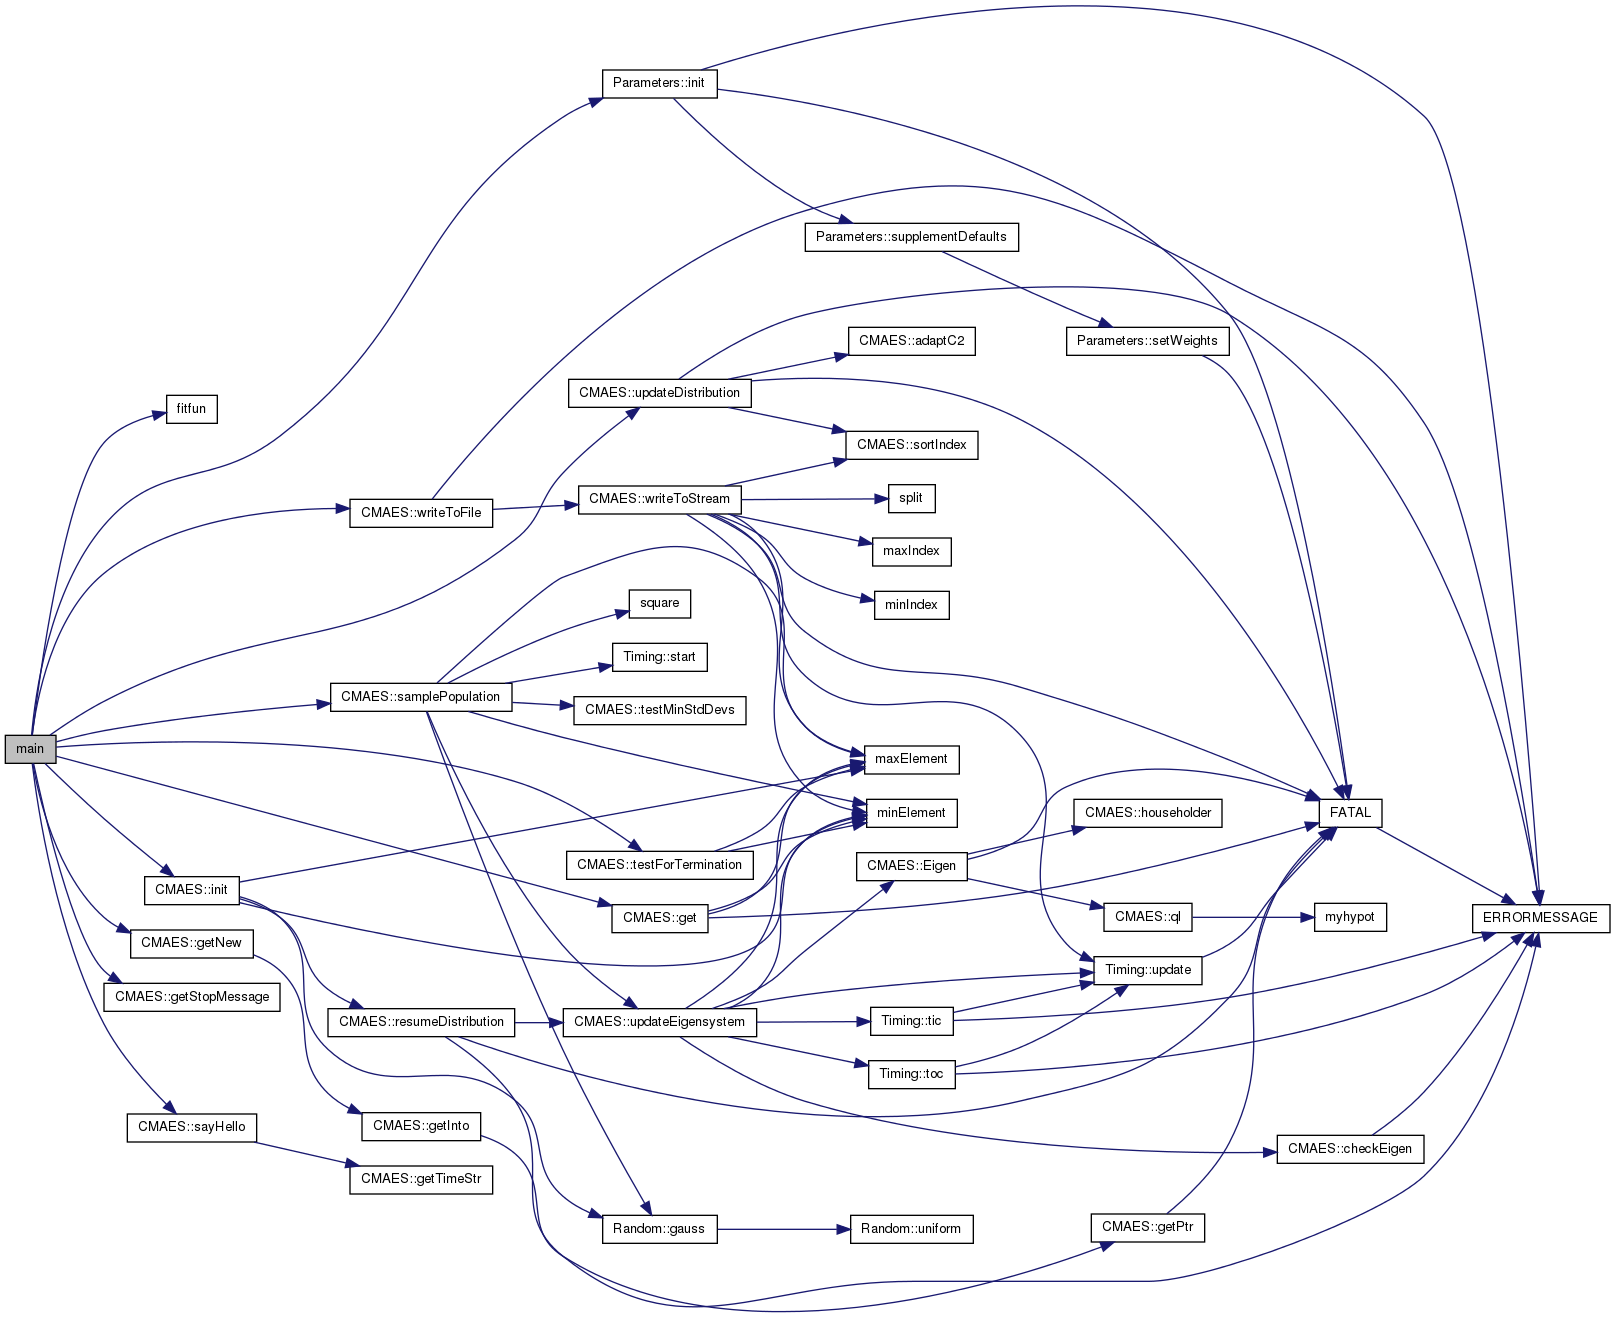 Parameters::init
Parameters::supplementDefaults
CMAES::adaptC2
Parameters::setWeights
CMAES::updateDistribution
fitfun
CMAES::sortIndex
CMAES::writeToStream
split
CMAES::writeToFile
maxIndex
square
minIndex
Timing::start
CMAES::samplePopulation
CMAES::testMinStdDevs
main
maxElement
minElement
CMAES::householder
FATAL
CMAES::testForTermination
CMAES::Eigen
CMAES::init
CMAES::get
CMAES::ql
myhypot
ERRORMESSAGE
CMAES::getNew
Timing::update
CMAES::getStopMessage
CMAES::resumeDistribution
CMAES::updateEigensystem
Timing::tic
Timing::toc
CMAES::sayHello
CMAES::getInto
CMAES::checkEigen
CMAES::getTimeStr
Random::gauss
Random::uniform
CMAES::getPtr